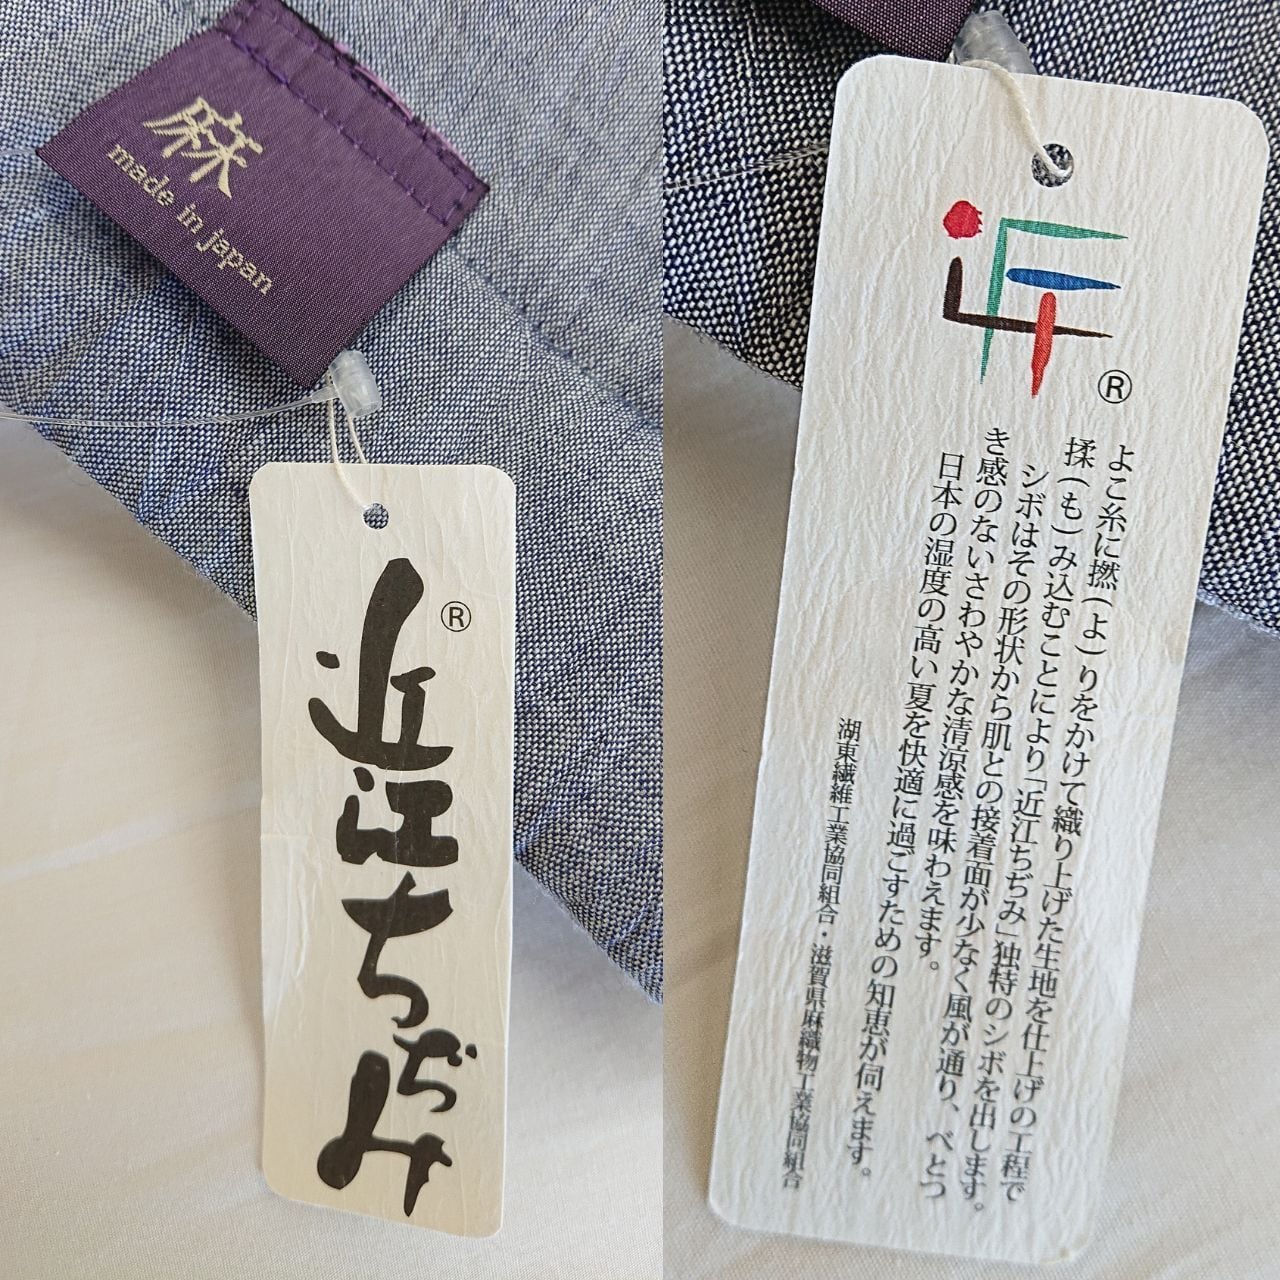 麻
made in japan
近江ちぢみ
®
近
®
よこ糸に撚(よ)りをかけて織り上げた生地を仕上げの工程で
揉(も)み込むことにより「近江ちぢみ」独特のシボを出します。
シボはその形状から肌との接着面が少なく風が通り、べとつ
き感のないさわやかな清涼感を味わえます。
日本の湿度の高い夏を快適に過ごすための知恵が伺えます。
湖東繊維工業協同組合・滋賀県麻織物工業協同組合